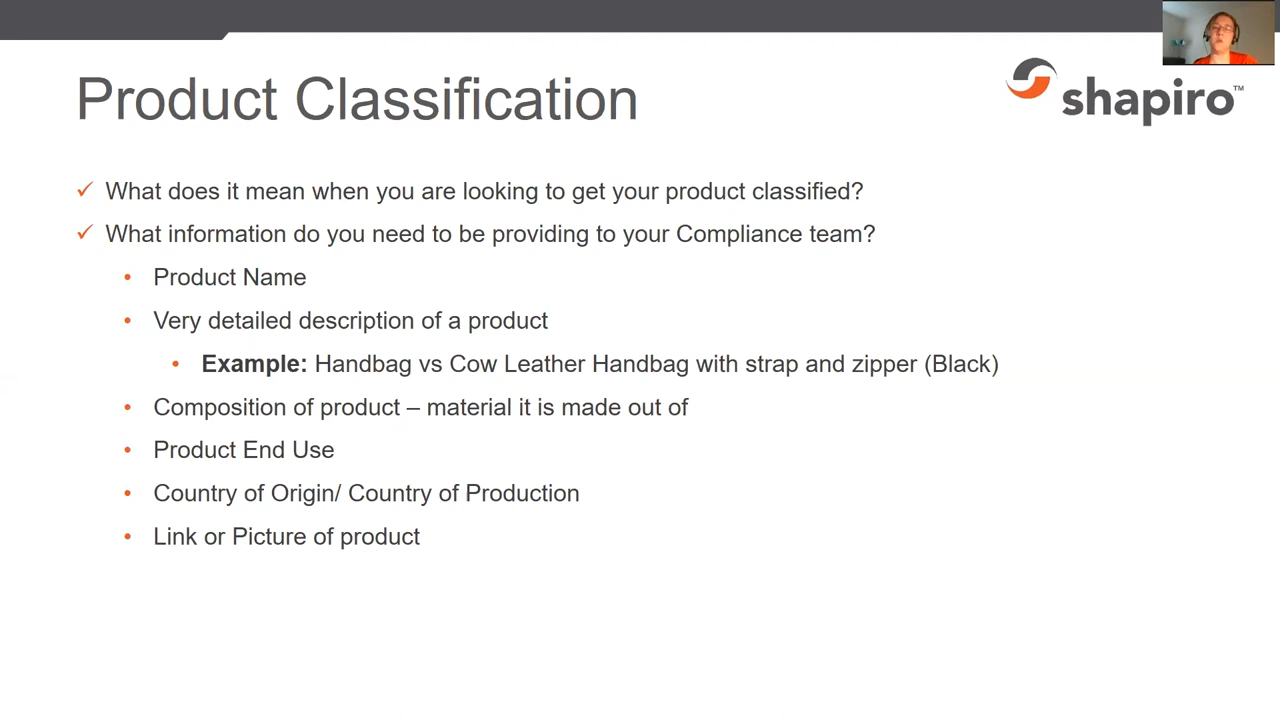 Product Classification
shapiro™
✓ What does it mean when you are looking to get your product classified?
✓ What information do you need to be providing to your Compliance team?
• Product Name
• Very detailed description of a product
• Example: Handbag vs Cow Leather Handbag with strap and zipper (Black)
• Composition of product – material it is made out of
• Product End Use
• Country of Origin/ Country of Production
• Link or Picture of product